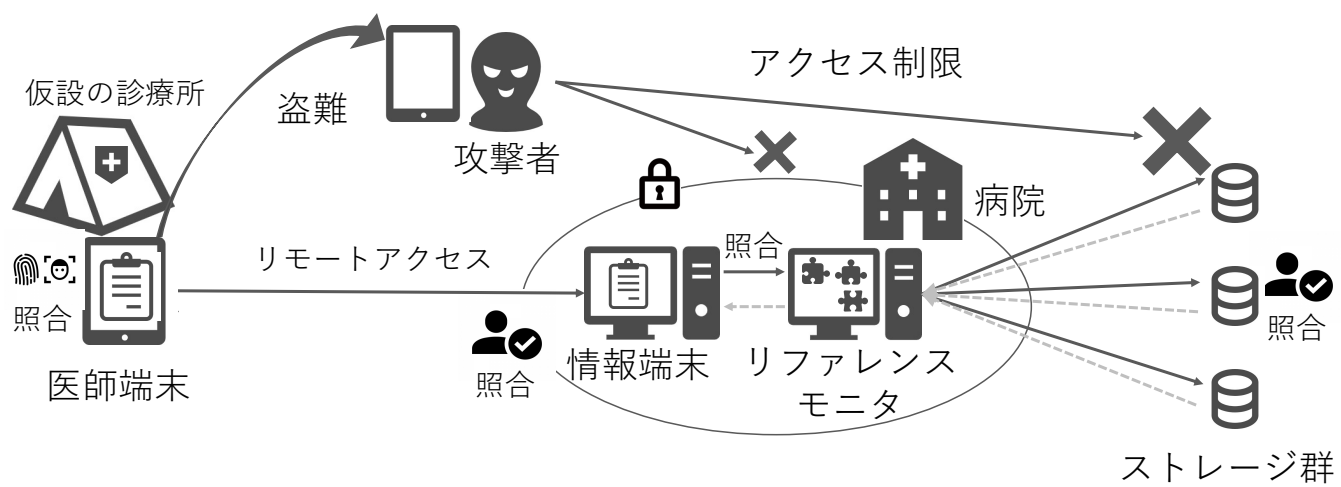 仮設の診療所
盗難
攻撃者
アクセス制限
病院
照合
医師端末
リモートアクセス
照合
情報端末
照合
リファレンス
モニタ
照合
ストレージ群